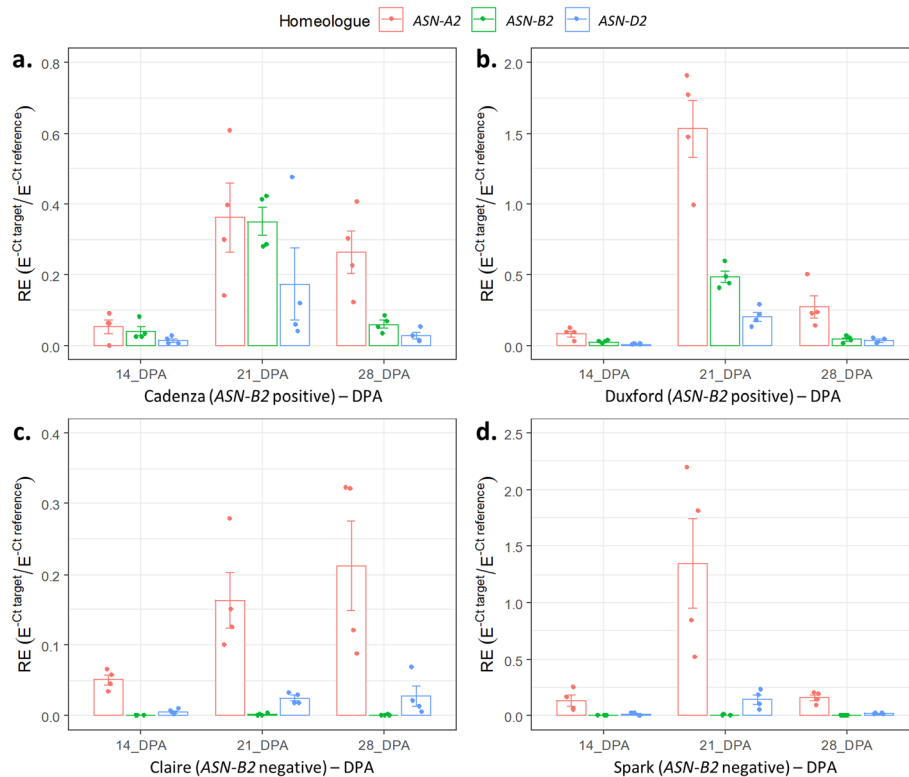 Homeologue ASN-A2 ASN-B2 ASN-D2
a.
RE (E^-Ct target/E^-Ct reference)
0.8
0.6
0.4
0.2
0.0
14_DPA 21_DPA 28_DPA
Cadenza (ASN-B2 positive) – DPA
b.
RE (E^-Ct target/E^-Ct reference)
2.0
1.5
1.0
0.5
0.0
14_DPA 21_DPA 28_DPA
Duxford (ASN-B2 positive) – DPA
c.
RE (E^-Ct target/E^-Ct reference)
0.4
0.3
0.2
0.1
0.0
14_DPA 21_DPA 28_DPA
Claire (ASN-B2 negative) – DPA
d.
RE (E^-Ct target/E^-Ct reference)
2.5
2.0
1.5
1.0
0.5
0.0
14_DPA 21_DPA 28_DPA
Spark (ASN-B2 negative) – DPA